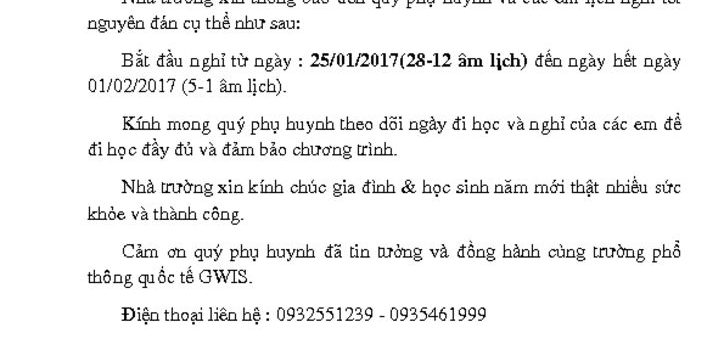 nguyên đán cụ thể như sau:
Bắt đầu nghỉ từ ngày : 25/01/2017(28-12 âm lịch) đến ngày hết ngày
01/02/2017 (5-1 âm lịch).
Kính mong quý phụ huynh theo dõi ngày đi học và nghỉ của các em để
đi học đầy đủ và đảm bảo chương trình.
Nhà trường xin kính chúc gia đình & học sinh năm mới thật nhiều sức
khỏe và thành công.
Cảm ơn quý phụ huynh đã tin tưởng và đồng hành cùng trường phổ
thông quốc tế GWIS.
Điện thoại liên hệ : 0932551239 - 0935461999